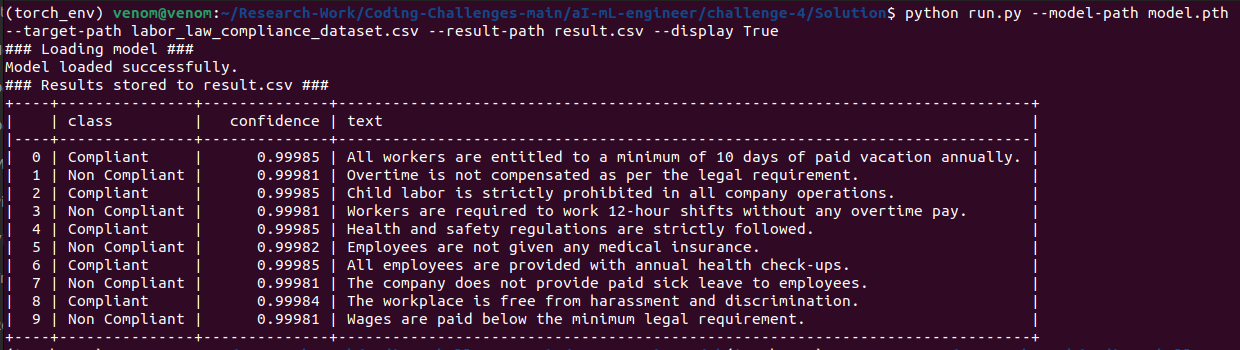 (torch_env) venom@venom:~/Research-Work/Coding-Challenges-main/aI-mL-engineer/challenge-4/Solution$ python run.py --model-path model.pth
--target-path labor_law_compliance_dataset.csv --result-path result.csv --display True
### Loading model ###
Model loaded successfully.
### Results stored to result.csv ###
+----+---------------+--------------+------------------------------------------------------------------------------+
|    | class         |   confidence | text                                                                         |
|----+---------------+--------------+------------------------------------------------------------------------------|
|  0 | Compliant     |      0.99985 | All workers are entitled to a minimum of 10 days of paid vacation annually. |
|  1 | Non Compliant |      0.99981 | Overtime is not compensated as per the legal requirement.                    |
|  2 | Compliant     |      0.99985 | Child labor is strictly prohibited in all company operations.                |
|  3 | Non Compliant |      0.99981 | Workers are required to work 12-hour shifts without any overtime pay.        |
|  4 | Compliant     |      0.99985 | Health and safety regulations are strictly followed.                         |
|  5 | Non Compliant |      0.99982 | Employees are not given any medical insurance.                               |
|  6 | Compliant     |      0.99985 | All employees are provided with annual health check-ups.                     |
|  7 | Non Compliant |      0.99981 | The company does not provide paid sick leave to employees.                   |
|  8 | Compliant     |      0.99984 | The workplace is free from harassment and discrimination.                    |
|  9 | Non Compliant |      0.99981 | Wages are paid below the minimum legal requirement.                          |
+----+---------------+--------------+------------------------------------------------------------------------------+